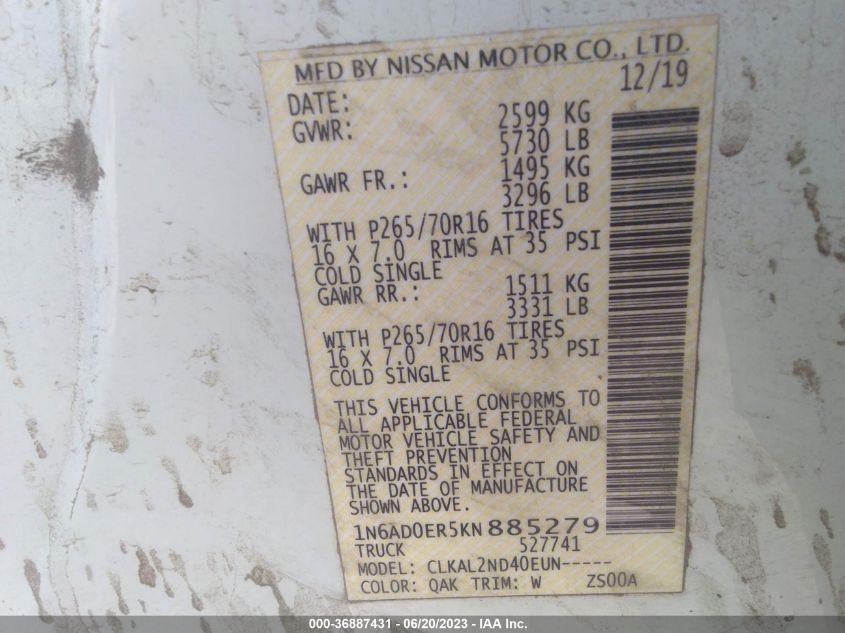 MFD BY NISSAN MOTOR CO., LTD.
DATE: 12/19
GVWR: 2599 KG
5730 LB
GAWR FR.: 1495 KG
3296 LB
WITH P265/70R16 TIRES
16 X 7.0 RIMS AT 35 PSI
COLD SINGLE
GAWR RR.: 1511 KG
3331 LB
WITH P265/70R16 TIRES
16 X 7.0 RIMS AT 35 PSI
COLD SINGLE
THIS VEHICLE CONFORMS TO
ALL APPLICABLE FEDERAL
MOTOR VEHICLE SAFETY AND
THEFT PREVENTION
STANDARDS IN EFFECT ON
THE DATE OF MANUFACTURE
SHOWN ABOVE.
1N6AD0ER5KN885279
TRUCK 527741
MODEL: CLKAL2ND40EUN-----
COLOR: QAK TRIM: W ZS00A
000-36887431 - 06/20/2023 - IAA Inc.